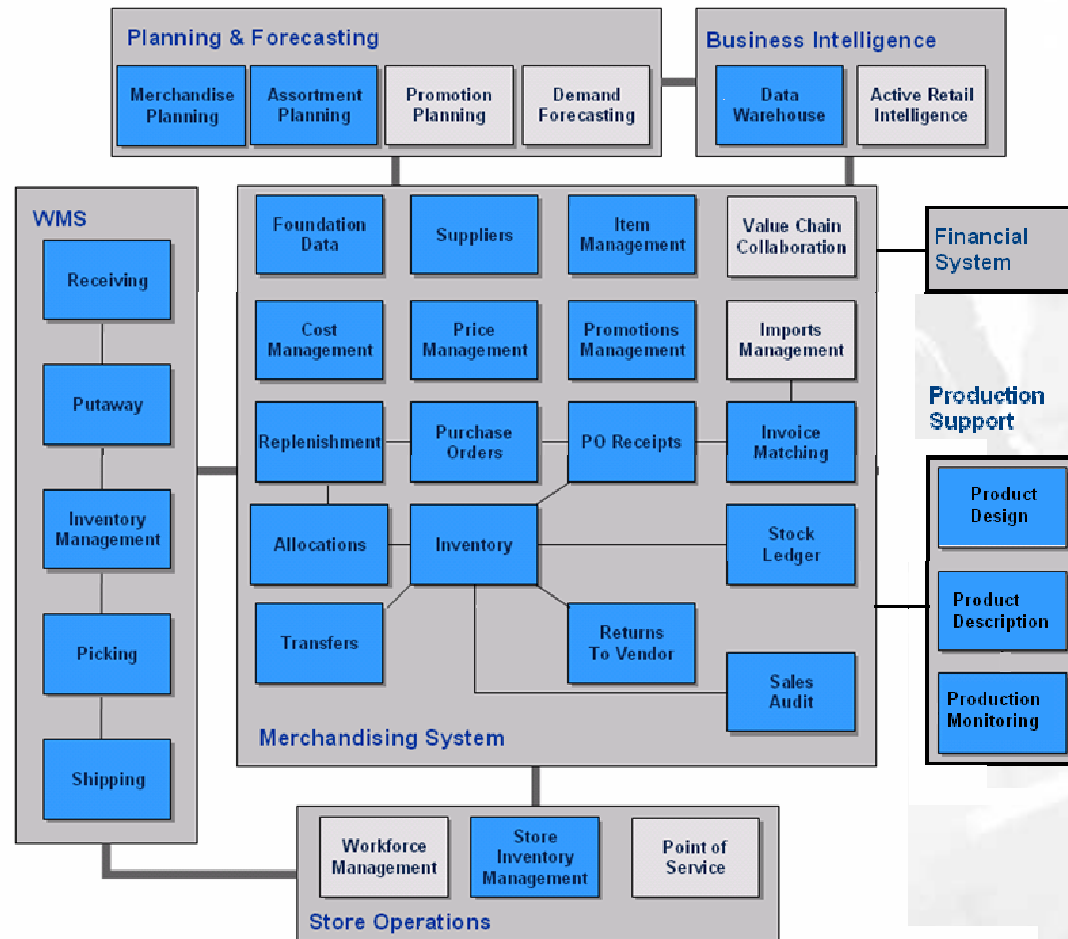 Planning & Forecasting
Merchandise
Planning
Assortment
Planning
Promotion
Planning
Demand
Forecasting
Business Intelligence
Data
Warehouse
Active Retail
Intelligence
WMS
Receiving
Putaway
Inventory
Management
Picking
Shipping
Foundation
Data
Suppliers
Item
Management
Value Chain
Collaboration
Cost
Management
Price
Management
Promotions
Management
Imports
Management
Replenishment
Purchase
Orders
PO Receipts
Invoice
Matching
Allocations
Inventory
Stock
Ledger
Transfers
Returns
To Vendor
Sales
Audit
Merchandising System
Financial
System
Production
Support
Product
Design
Product
Description
Production
Monitoring
Workforce
Management
Store
Inventory
Management
Point of
Service
Store Operations